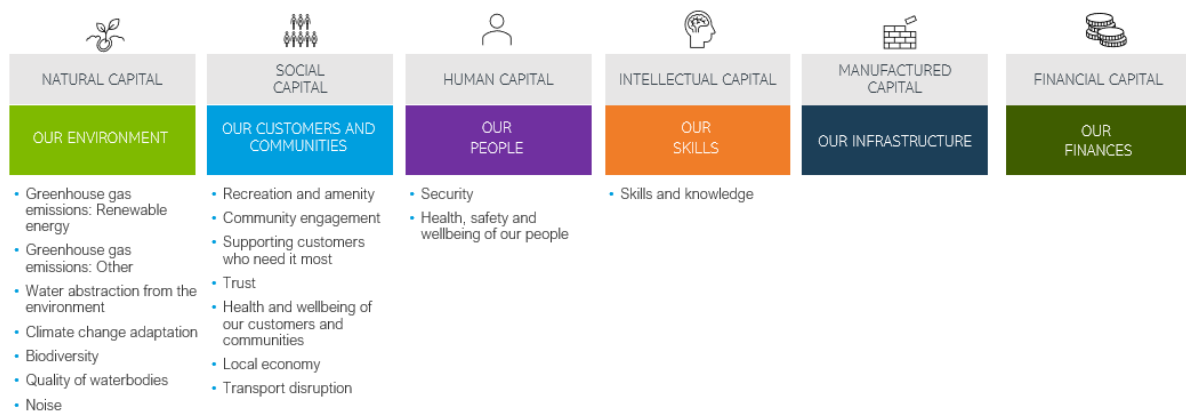 NATURAL CAPITAL
SOCIAL
CAPITAL
HUMAN CAPITAL
INTELLECTUAL CAPITAL
MANUFACTURED
CAPITAL
FINANCIAL CAPITAL
OUR ENVIRONMENT
OUR CUSTOMERS AND
COMMUNITIES
OUR
PEOPLE
OUR
SKILLS
OUR INFRASTRUCTURE
OUR
FINANCES
• Greenhouse gas
emissions: Renewable
energy
• Greenhouse gas
emissions: Other
• Water abstraction from the
environment
• Climate change adaptation
• Biodiversity
• Quality of waterbodies
• Noise
• Recreation and amenity
• Community engagement
• Supporting customers
who need it most
• Trust
• Health and wellbeing of
our customers and
communities
• Local economy
• Transport disruption
• Security
• Health, safety and
wellbeing of our people
• Skills and knowledge